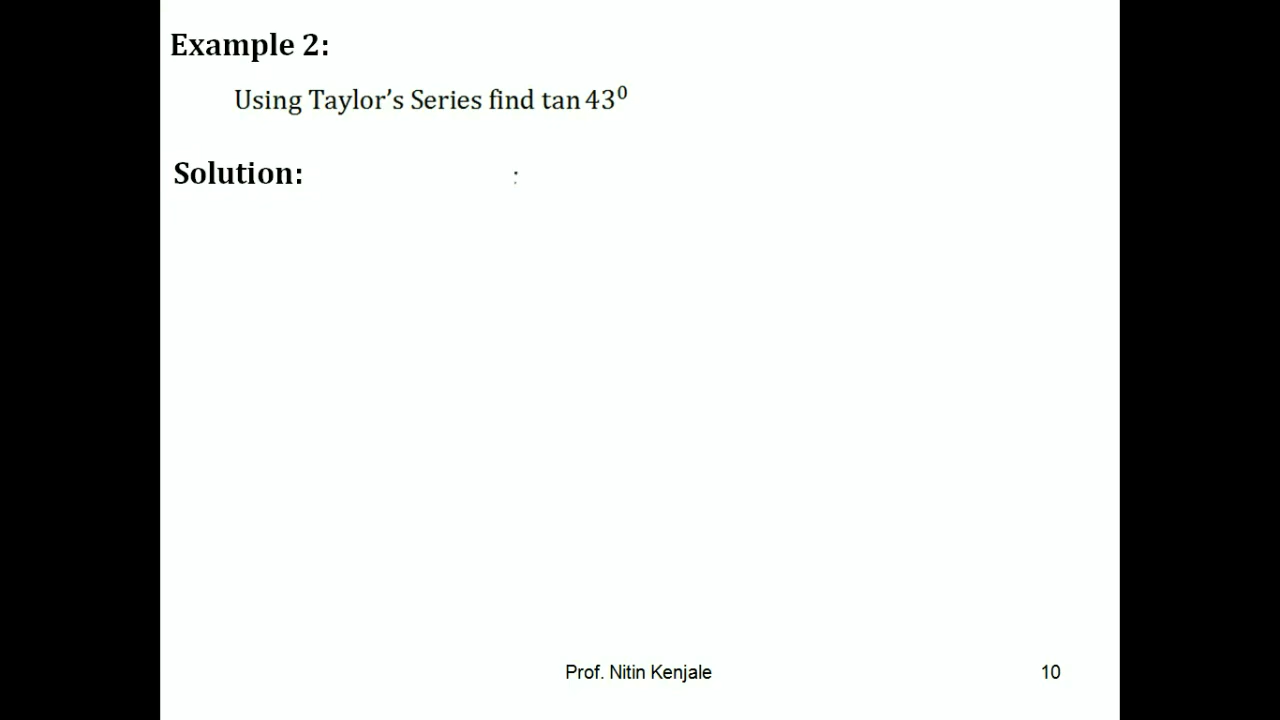 Example 2:
Using Taylor’s Series find tan 43⁰
Solution:
Prof. Nitin Kenjale
10